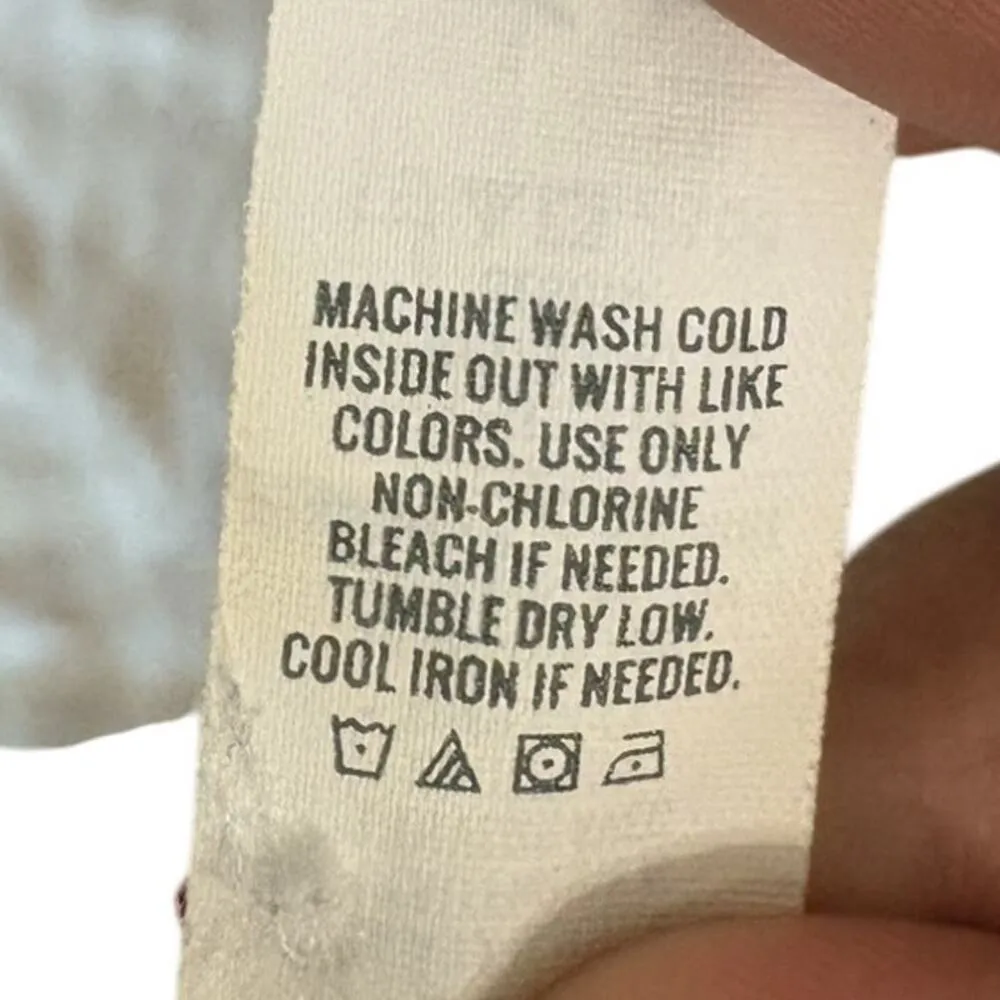 MACHINE WASH COLD
INSIDE OUT WITH LIKE
COLORS. USE ONLY
NON-CHLORINE
BLEACH IF NEEDED.
TUMBLE DRY LOW.
COOL IRON IF NEEDED.